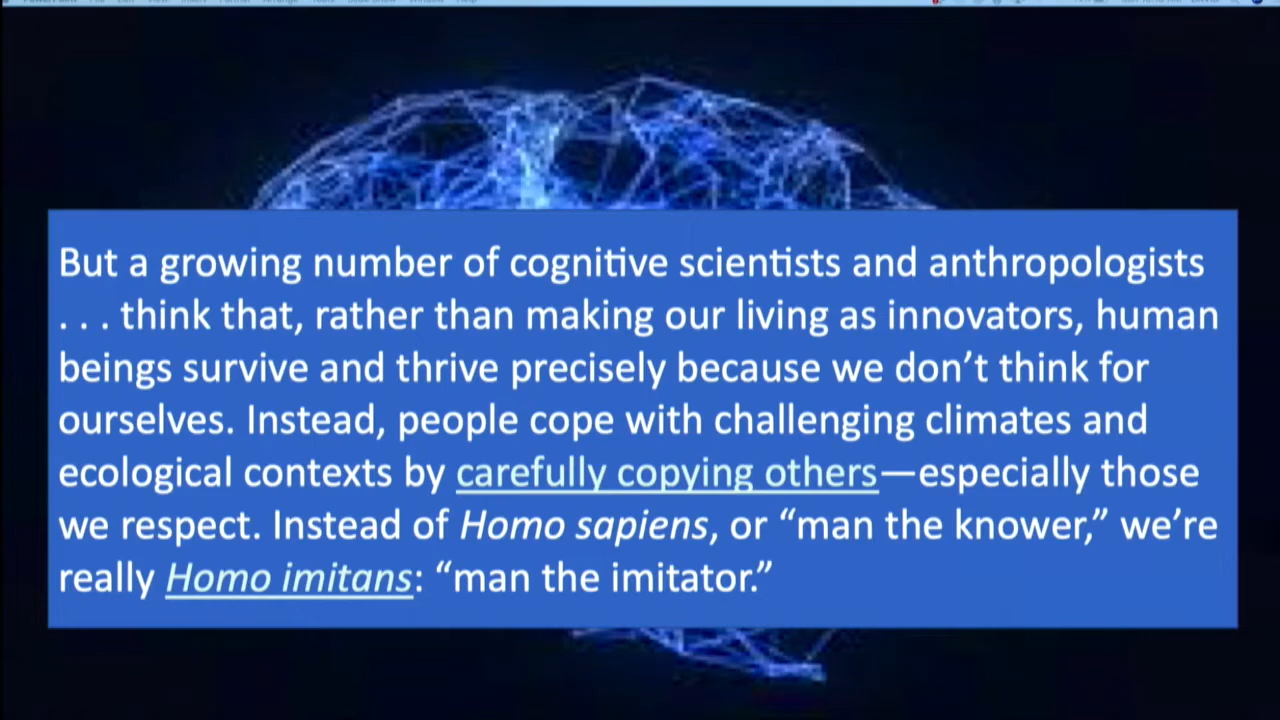 But a growing number of cognitive scientists and anthropologists
. . . think that, rather than making our living as innovators, human
beings survive and thrive precisely because we don’t think for
ourselves. Instead, people cope with challenging climates and
ecological contexts by carefully copying others—especially those
we respect. Instead of Homo sapiens, or “man the knower,” we’re
really Homo imitans: “man the imitator.”